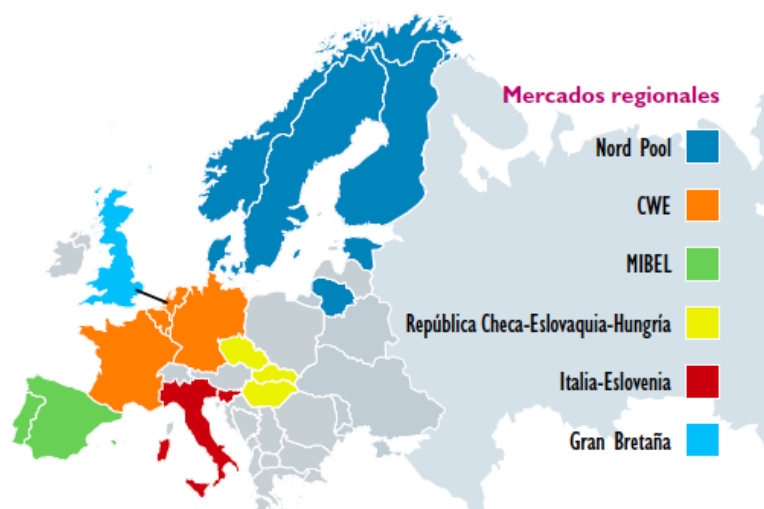 Mercados regionales
Nord Pool
CWE
MIBEL
República Checa-Eslovaquia-Hungría
Italia-Eslovenia
Gran Bretaña